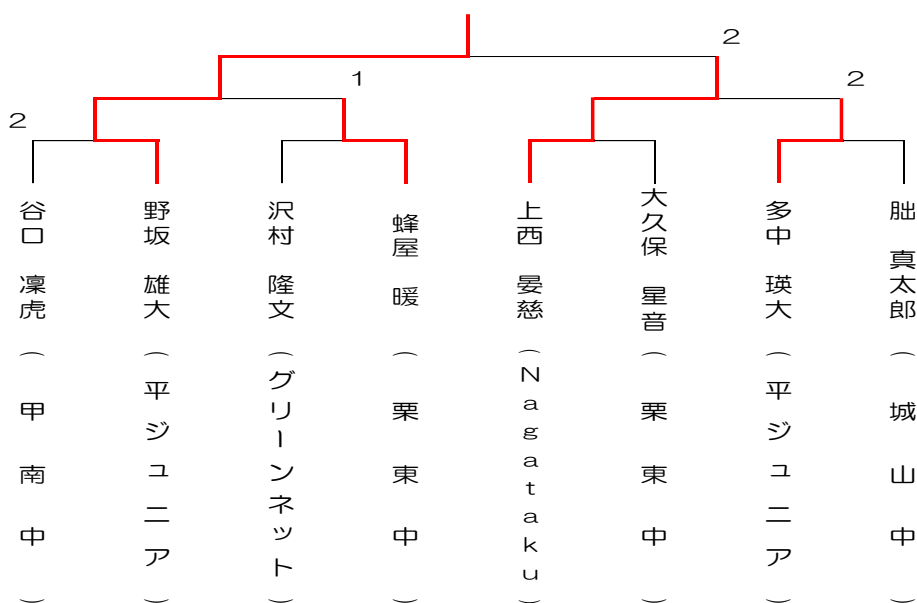 2
1
2
2
谷口 凜虎 (甲南中)
野坂 雄大 (平ジュニア)
沢村 隆文 (グリーンネット)
蜂屋 暖 (栗東中)
上西 晏慈 (Nagataku)
大久保 星音 (栗東中)
多中 瑛大 (平ジュニア)
朏 真太郎 (城山中)